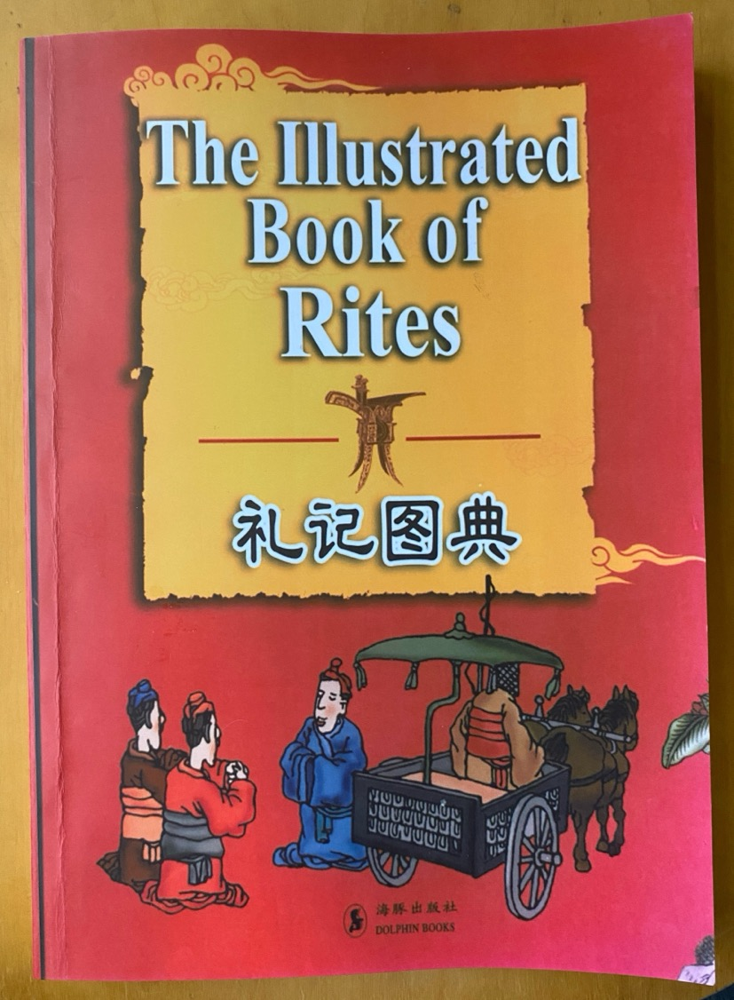 The Illustrated
Book of
Rites
礼记图典
海豚出版社
DOLPHIN BOOKS